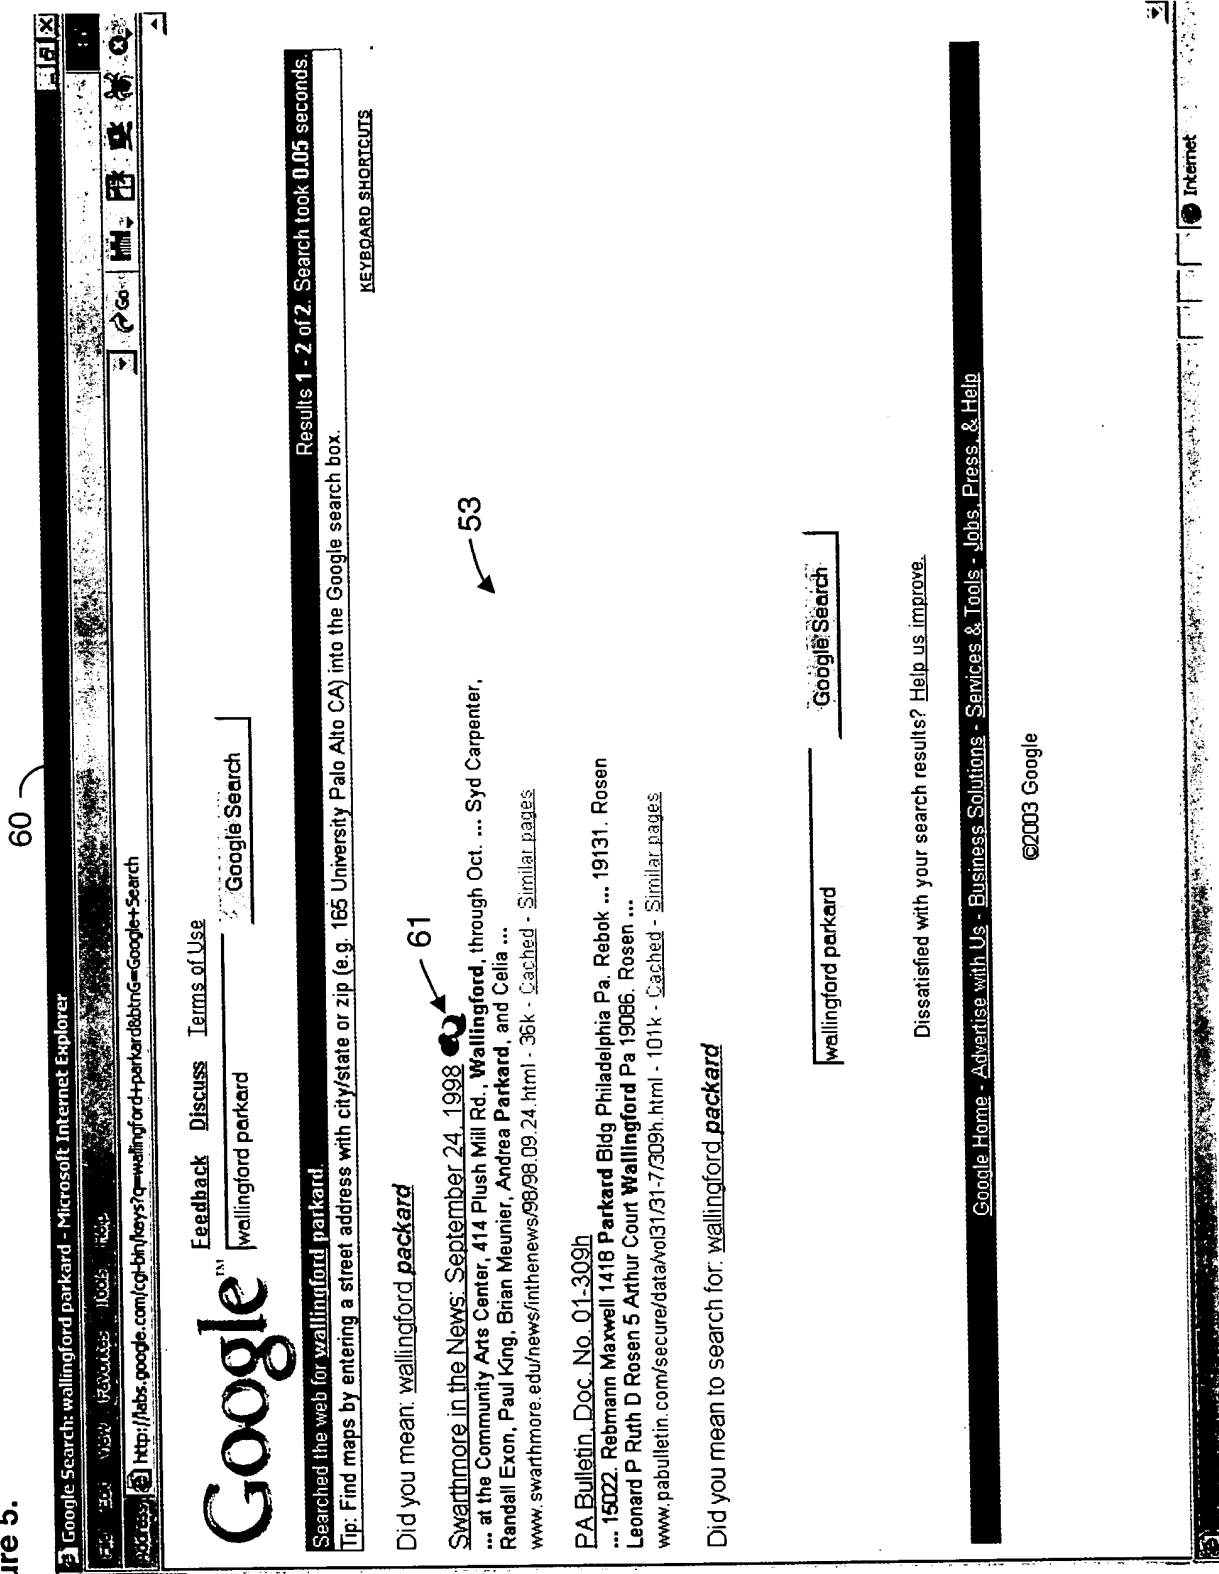 ure 5.
60
Google Search: wallingford parkard - Microsoft Internet Explorer
File Edit View Favorites Tools Help
Address http://labs.google.com/cgi-bin/keys?q=wallingford+parkard&btnG=Google+Search
Go
Google™
Feedback Discuss Terms of Use
wallingford parkard
Google Search
Searched the web for wallingford parkard.
Results 1 - 2 of 2. Search took 0.05 seconds.
Tip: Find maps by entering a street address with city/state or zip (e.g. 165 University Palo Alto CA) into the Google search box.
KEYBOARD SHORTCUTS
Did you mean: wallingford packard
61
53
Swarthmore in the News: September 24, 1998
... at the Community Arts Center, 414 Plush Mill Rd., Wallingford, through Oct. ... Syd Carpenter,
Randall Exon, Paul King, Brian Meunier, Andrea Parkard, and Celia ...
www.swarthmore.edu/news/inthenews/98/98.09.24.html - 36k - Cached - Similar pages
PA Bulletin, Doc. No. 01-309h
... 15022. Rebmann Maxwell 1418 Parkard Bldg Philadelphia Pa. Rebok ... 19131. Rosen
Leonard P Ruth D Rosen 5 Arthur Court Wallingford Pa 19086. Rosen ...
www.pabulletin.com/secure/data/vol31/31-7/309h.html - 101k - Cached - Similar pages
Did you mean to search for: wallingford packard
wallingford parkard
Google Search
Dissatisfied with your search results? Help us improve.
Google Home - Advertise with Us - Business Solutions - Services & Tools - Jobs, Press, & Help
©2003 Google
Internet